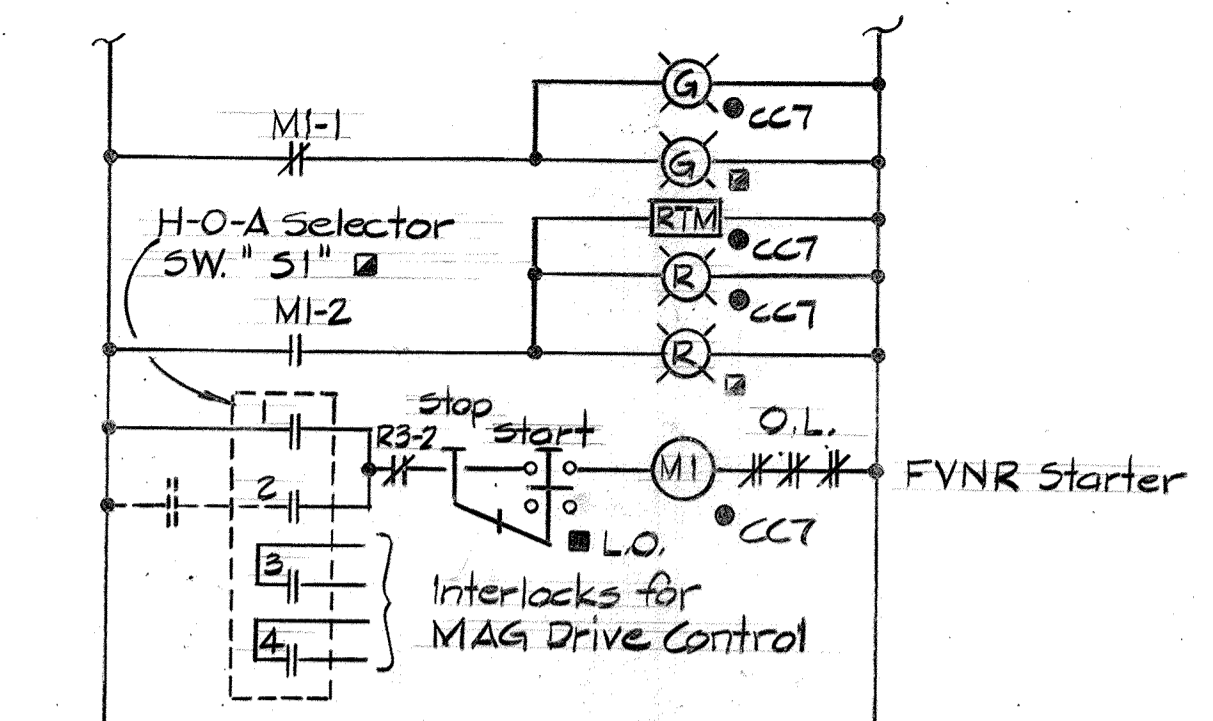 G
CC7
M1-1
G
H-O-A Selector
SW. "S1"
RTM
CC7
R
CC7
M1-2
R
1
Stop
Start
O.L.
R3-2
M1
FVNR Starter
2
CC7
L.O.
3
Interlocks for
MAG Drive Control
4